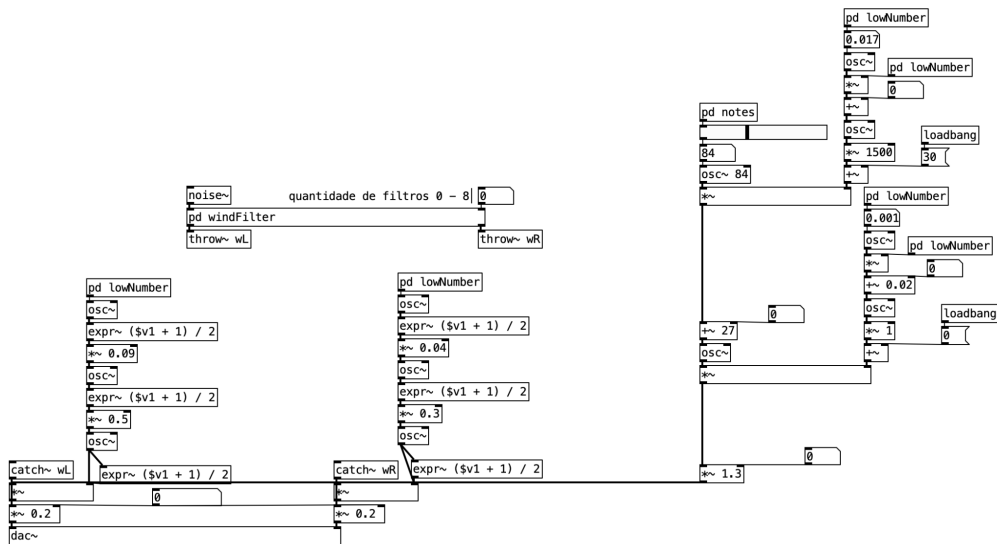 pd lowNumber
0.017
osc~
pd lowNumber
*~
0
+~
osc~
loadbang
*~ 1500
30
+~
pd notes
84
osc~ 84
*~
noise~
quantidade de filtros 0 – 8
0
pd windFilter
throw~ wL
throw~ wR
pd lowNumber
0.001
osc~
pd lowNumber
*~
0
+~ 0.02
osc~
loadbang
*~ 1
0
+~
0
+~ 27
osc~
*~
pd lowNumber
osc~
expr~ ($v1 + 1) / 2
*~ 0.09
osc~
expr~ ($v1 + 1) / 2
*~ 0.5
osc~
expr~ ($v1 + 1) / 2
pd lowNumber
osc~
expr~ ($v1 + 1) / 2
*~ 0.04
osc~
expr~ ($v1 + 1) / 2
*~ 0.3
osc~
expr~ ($v1 + 1) / 2
0
*~ 1.3
catch~ wL
*~
0
*~ 0.2
catch~ wR
*~
*~ 0.2
dac~